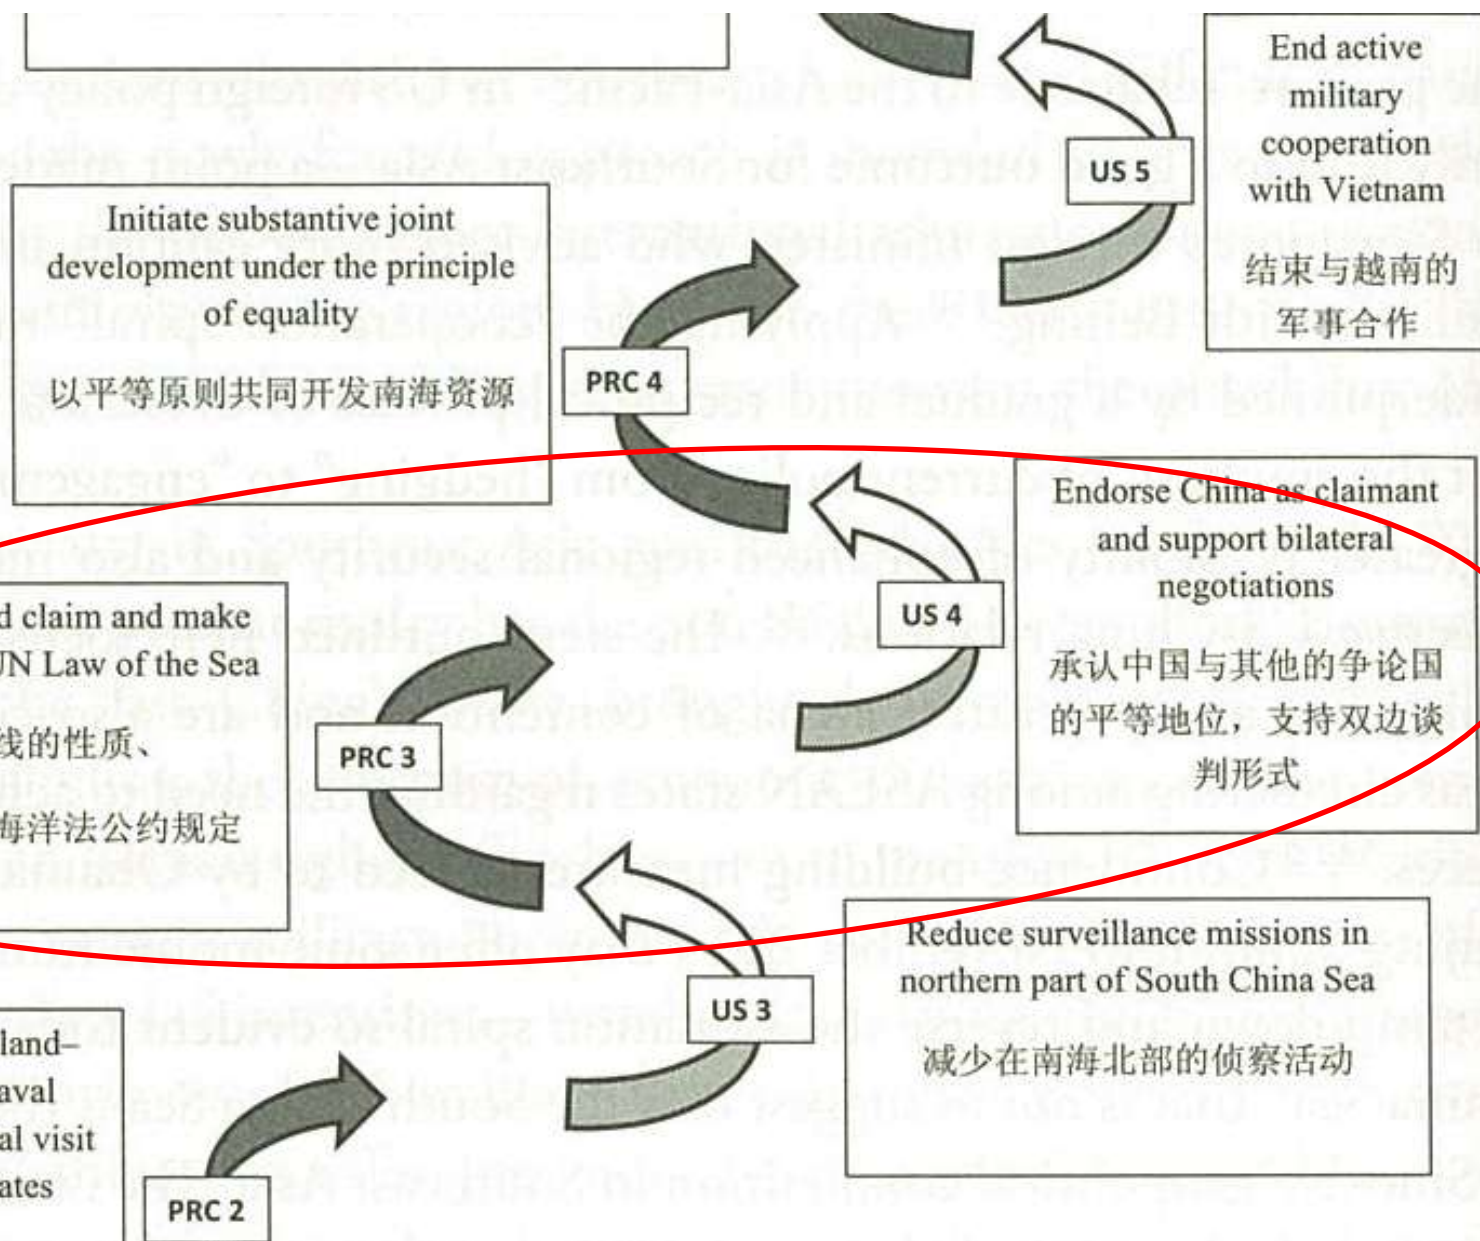 End active
military
cooperation
with Vietnam
结束与越南的
军事合作
US 5
Initiate substantive joint
development under the principle
of equality
以平等原则共同开发南海资源
PRC 4
Endorse China as claimant
and support bilateral
negotiations
承认中国与其他的争论国
的平等地位，支持双边谈
判形式
US 4
d claim and make
UN Law of the Sea
线的性质、
海洋法公约规定
PRC 3
Reduce surveillance missions in
northern part of South China Sea
减少在南海北部的侦察活动
US 3
land–
aval
al visit
ates
PRC 2